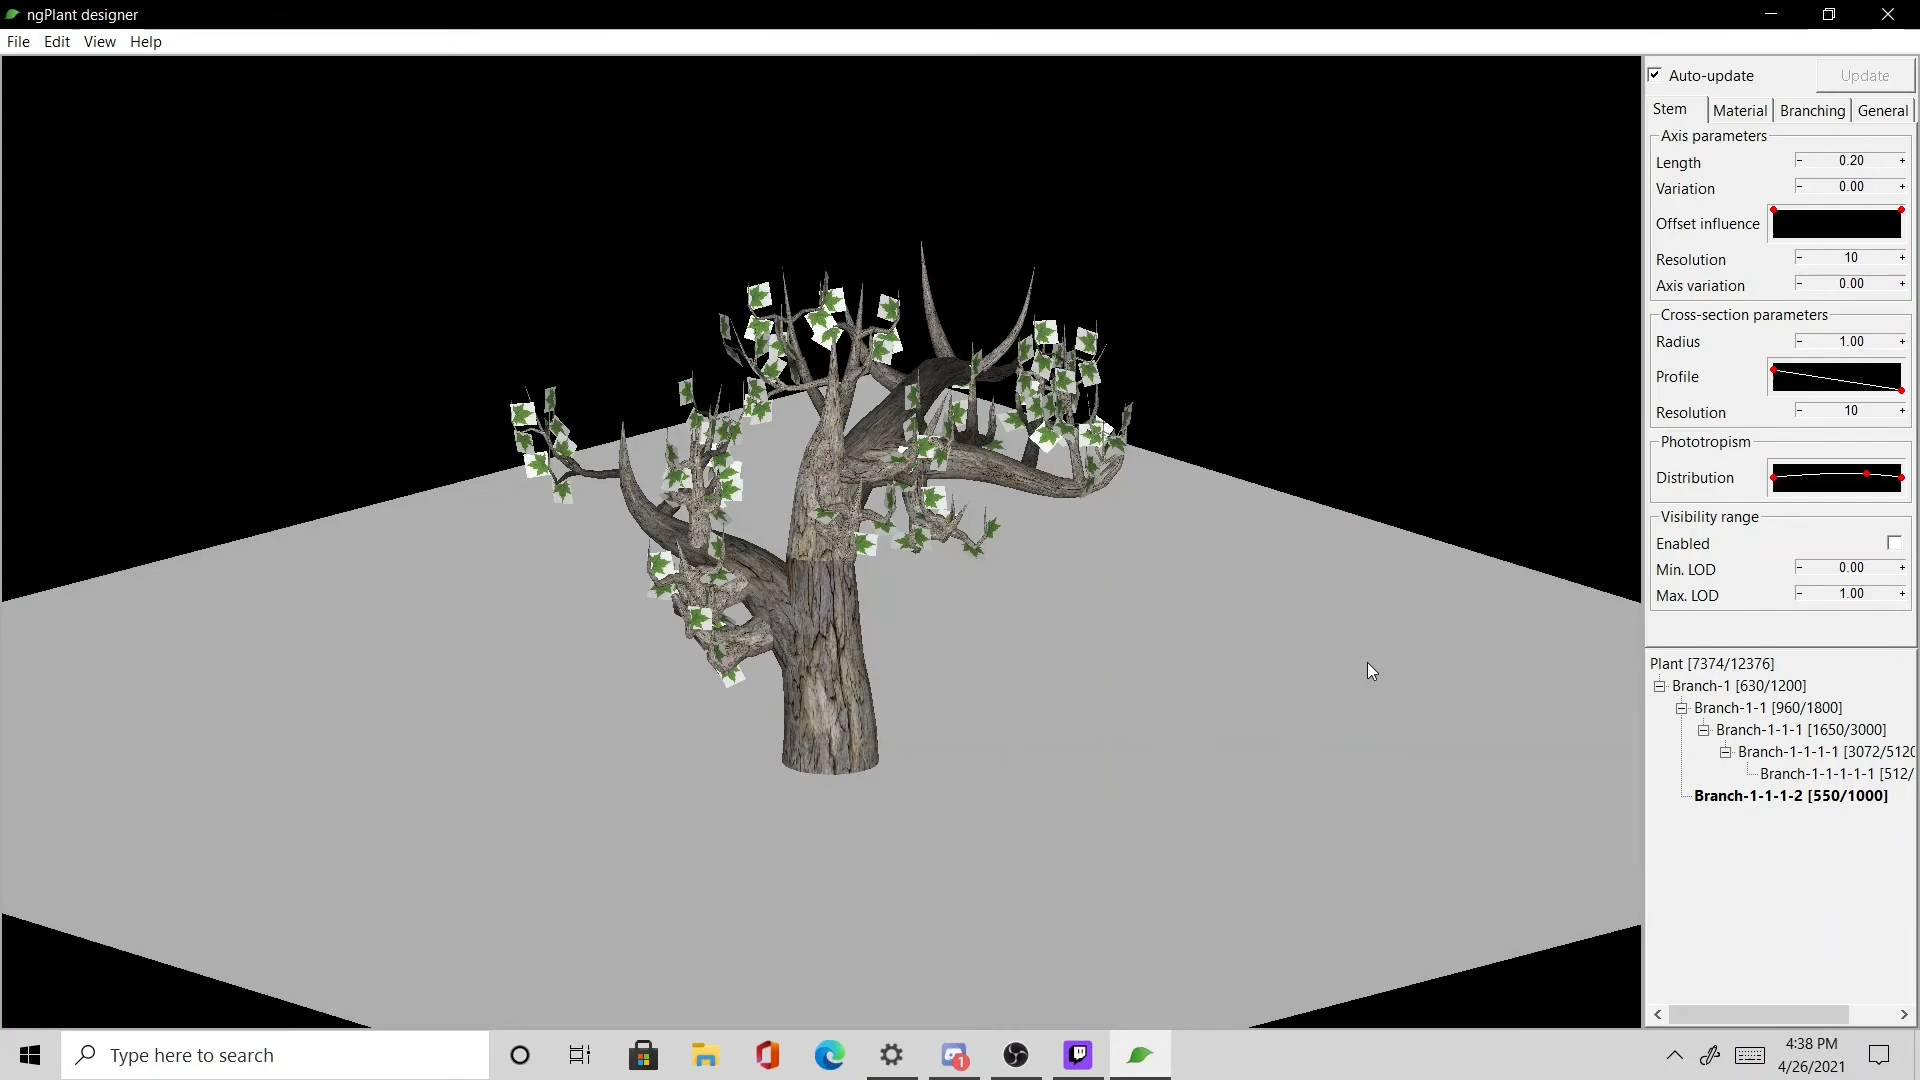 ngPlant designer
File Edit View Help
Auto-update Update
Stem Material Branching General
Axis parameters
Length - 0.20 +
Variation - 0.00 +
Offset influence
Resolution - 10 +
Axis variation - 0.00 +
Cross-section parameters
Radius - 1.00 +
Profile
Resolution - 10 +
Phototropism
Distribution
Visibility range
Enabled
Min. LOD - 0.00 +
Max. LOD - 1.00 +
Plant [7374/12376]
Branch-1 [630/1200]
Branch-1-1 [960/1800]
Branch-1-1-1 [1650/3000]
Branch-1-1-1-1 [3072/512
Branch-1-1-1-1-1 [512/
Branch-1-1-1-2 [550/1000]
Type here to search
1
4:38 PM
4/26/2021